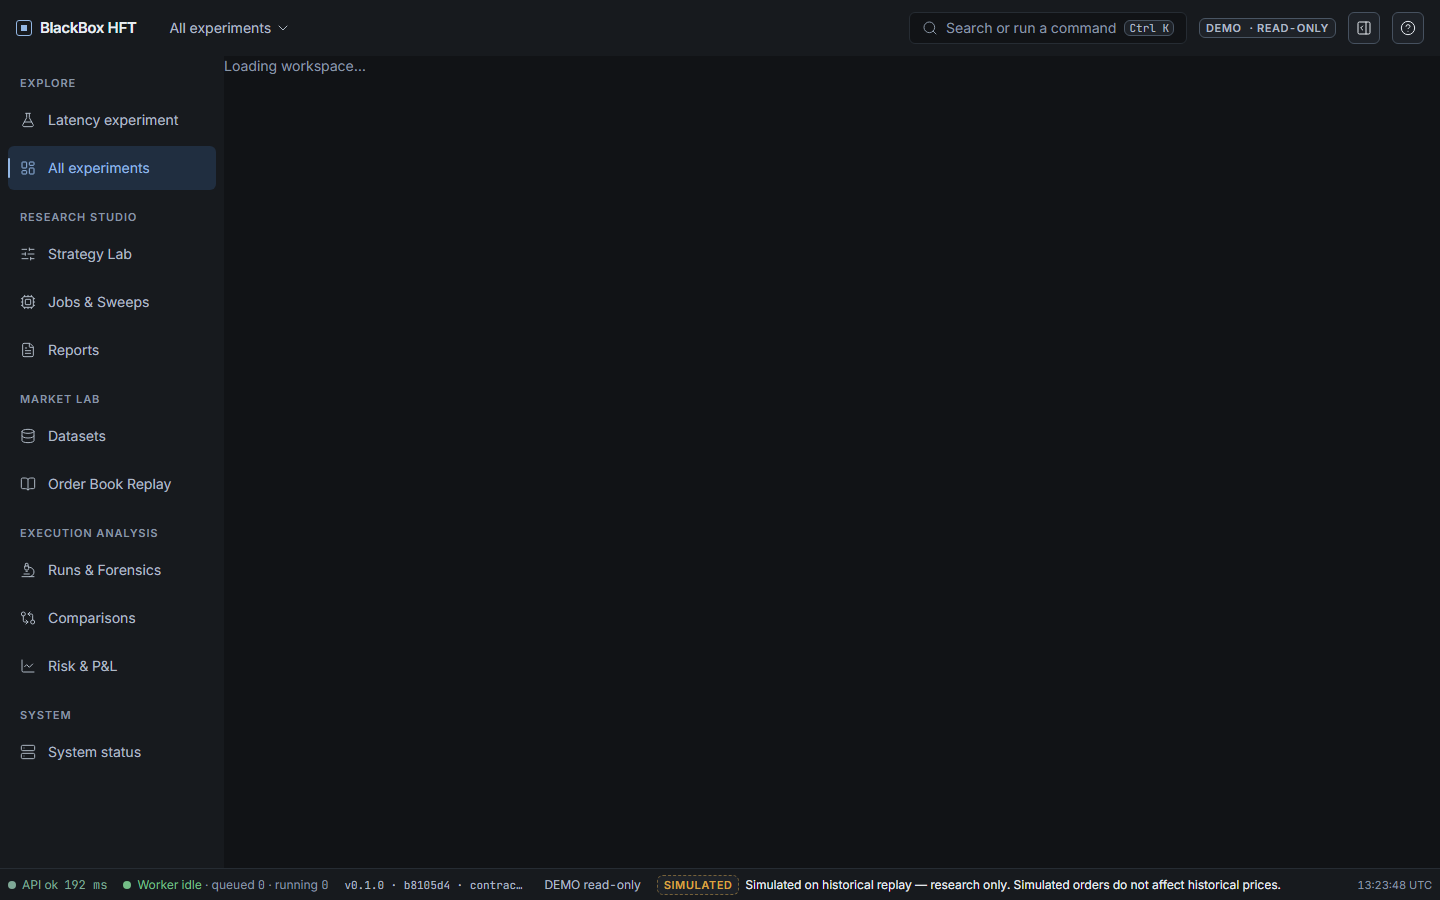 BlackBox HFT
All experiments
Search or run a command Ctrl K
DEMO · READ-ONLY
EXPLORE
Latency experiment
All experiments
RESEARCH STUDIO
Strategy Lab
Jobs & Sweeps
Reports
MARKET LAB
Datasets
Order Book Replay
EXECUTION ANALYSIS
Runs & Forensics
Comparisons
Risk & P&L
SYSTEM
System status
Loading workspace...
API ok 192 ms
Worker idle · queued 0 · running 0
v0.1.0 · b8105d4 · contrac…
DEMO read-only
SIMULATED Simulated on historical replay — research only. Simulated orders do not affect historical prices.
13:23:48 UTC